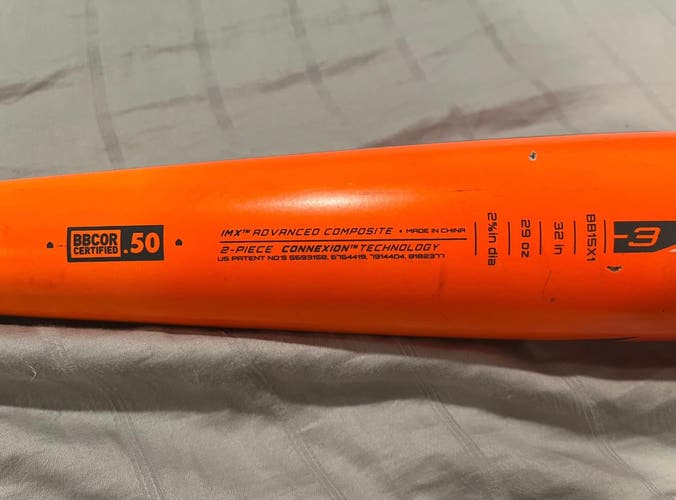 BBCOR
CERTIFIED
.50
IMX™ ADVANCED COMPOSITE • MADE IN CHINA
2-PIECE CONNEXION™ TECHNOLOGY
US PATENT NO'S 5593158, 6764419, 7914404, 8182377
2⅝in dia
29 oz
32 in
BB15X1
-3